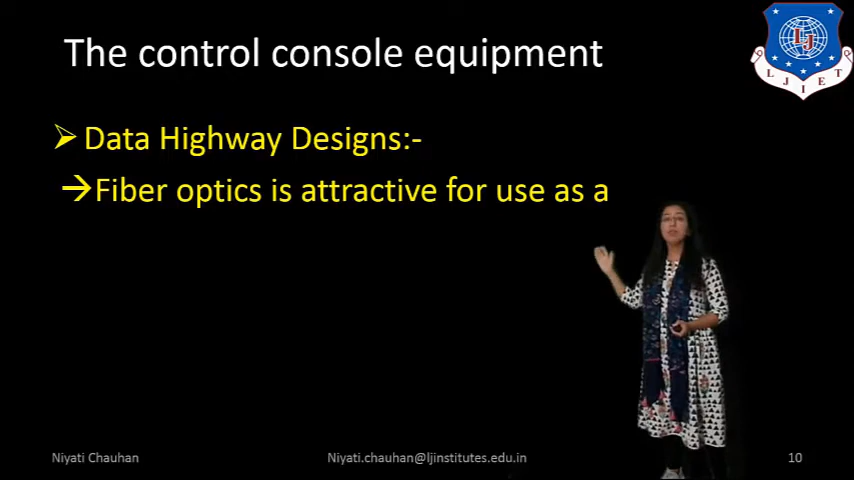 The control console equipment
LJ
L J I E T
➢ Data Highway Designs:-
→Fiber optics is attractive for use as a
Niyati Chauhan
Niyati.chauhan@ljinstitutes.edu.in
10